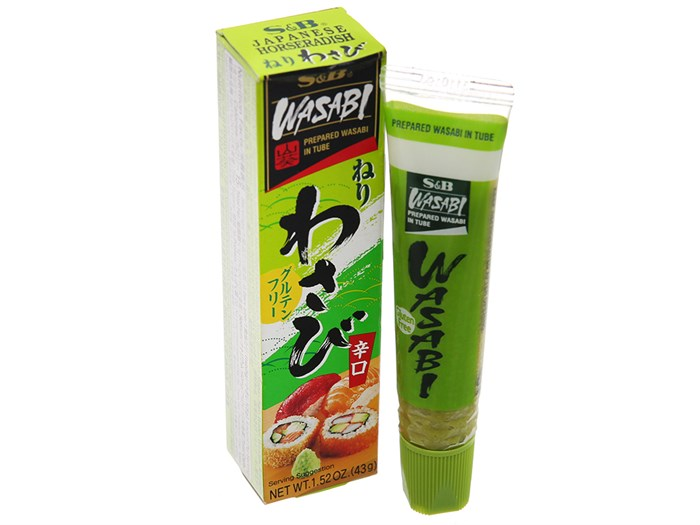 S&B®
JAPANESE
HORSERADISH
ねり わさび
S&B®
WASABI
PREPARED WASABI
IN TUBE
ねり
わさび
グルテン
フリー
辛口
Serving Suggestion
NET WT.1.52 OZ.(43g)
PREPARED WASABI IN TUBE
S&B
WASABI
PREPARED WASABI
IN TUBE
WASABI
Gluten
Free